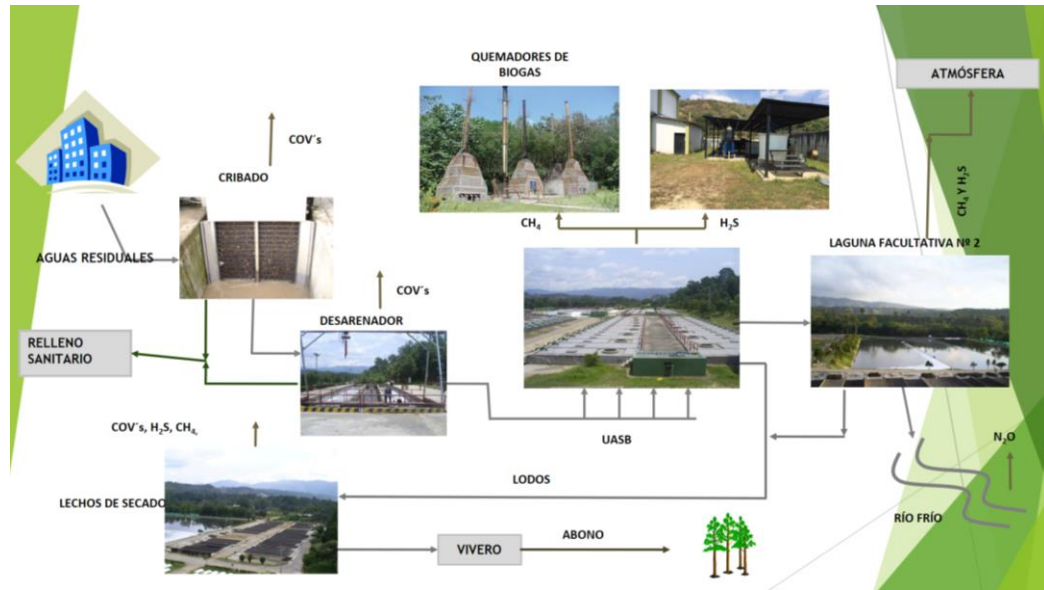 QUEMADORES DE
BIOGAS
ATMÓSFERA
COV´s
CRIBADO
CH₄
H₂S
CH₄ Y H₂S
AGUAS RESIDUALES
LAGUNA FACULTATIVA Nº 2
COV´s
DESARENADOR
RELLENO
SANITARIO
COV´s, H₂S, CH₄,
UASB
N₂O
LODOS
LECHOS DE SECADO
RÍO FRÍO
VIVERO
ABONO